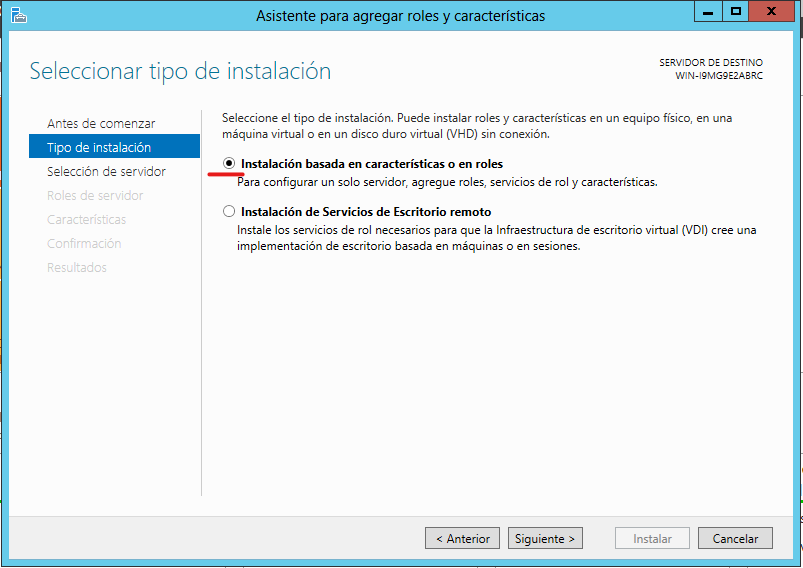 Asistente para agregar roles y características
Seleccionar tipo de instalación
SERVIDOR DE DESTINO
WIN-I9MG9E2ABRC
Antes de comenzar
Tipo de instalación
Selección de servidor
Roles de servidor
Características
Confirmación
Resultados
Seleccione el tipo de instalación. Puede instalar roles y características en un equipo físico, en una
máquina virtual o en un disco duro virtual (VHD) sin conexión.
Instalación basada en características o en roles
Para configurar un solo servidor, agregue roles, servicios de rol y características.
Instalación de Servicios de Escritorio remoto
Instale los servicios de rol necesarios para que la Infraestructura de escritorio virtual (VDI) cree una
implementación de escritorio basada en máquinas o en sesiones.
< Anterior
Siguiente >
Instalar
Cancelar